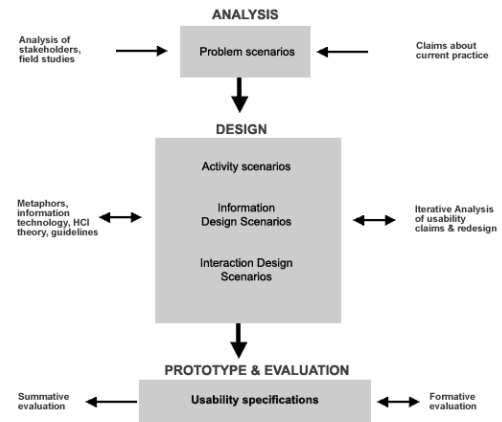 ANALYSIS
Analysis of
stakeholders,
field studies
Problem scenarios
Claims about
current practice
DESIGN
Activity scenarios
Metaphors,
information
technology, HCI
theory, guidelines
Information
Design Scenarios
Iterative Analysis
of usability
claims & redesign
Interaction Design
Scenarios
PROTOTYPE & EVALUATION
Summative
evaluation
Usability specifications
Formative
evaluation